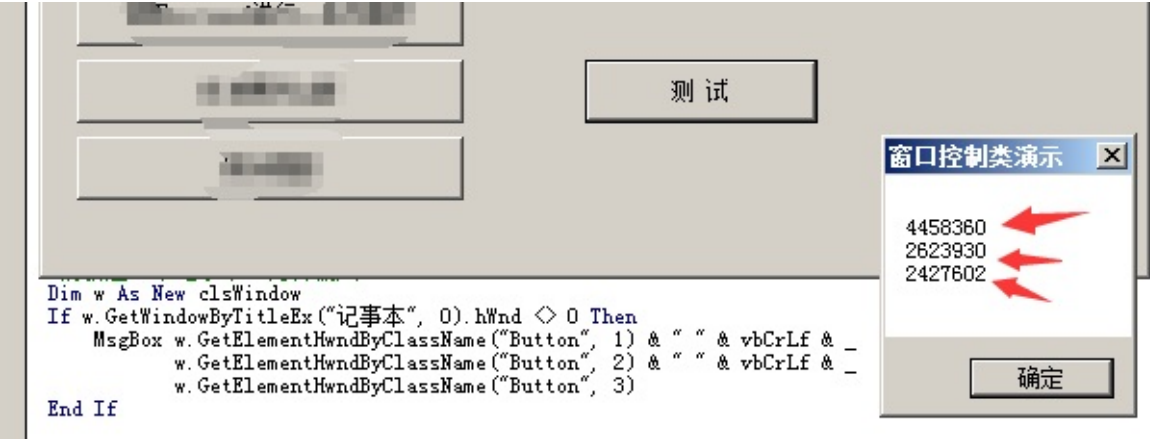 测 试
窗口控制类演示
4458360
2623930
2427602
确定
Dim w As New clsWindow
If w.GetWindowByTitleEx("记事本", 0).hWnd <> 0 Then
    MsgBox w.GetElementHwndByClassName("Button", 1) & " " & vbCrLf & _
           w.GetElementHwndByClassName("Button", 2) & " " & vbCrLf & _
           w.GetElementHwndByClassName("Button", 3)
End If